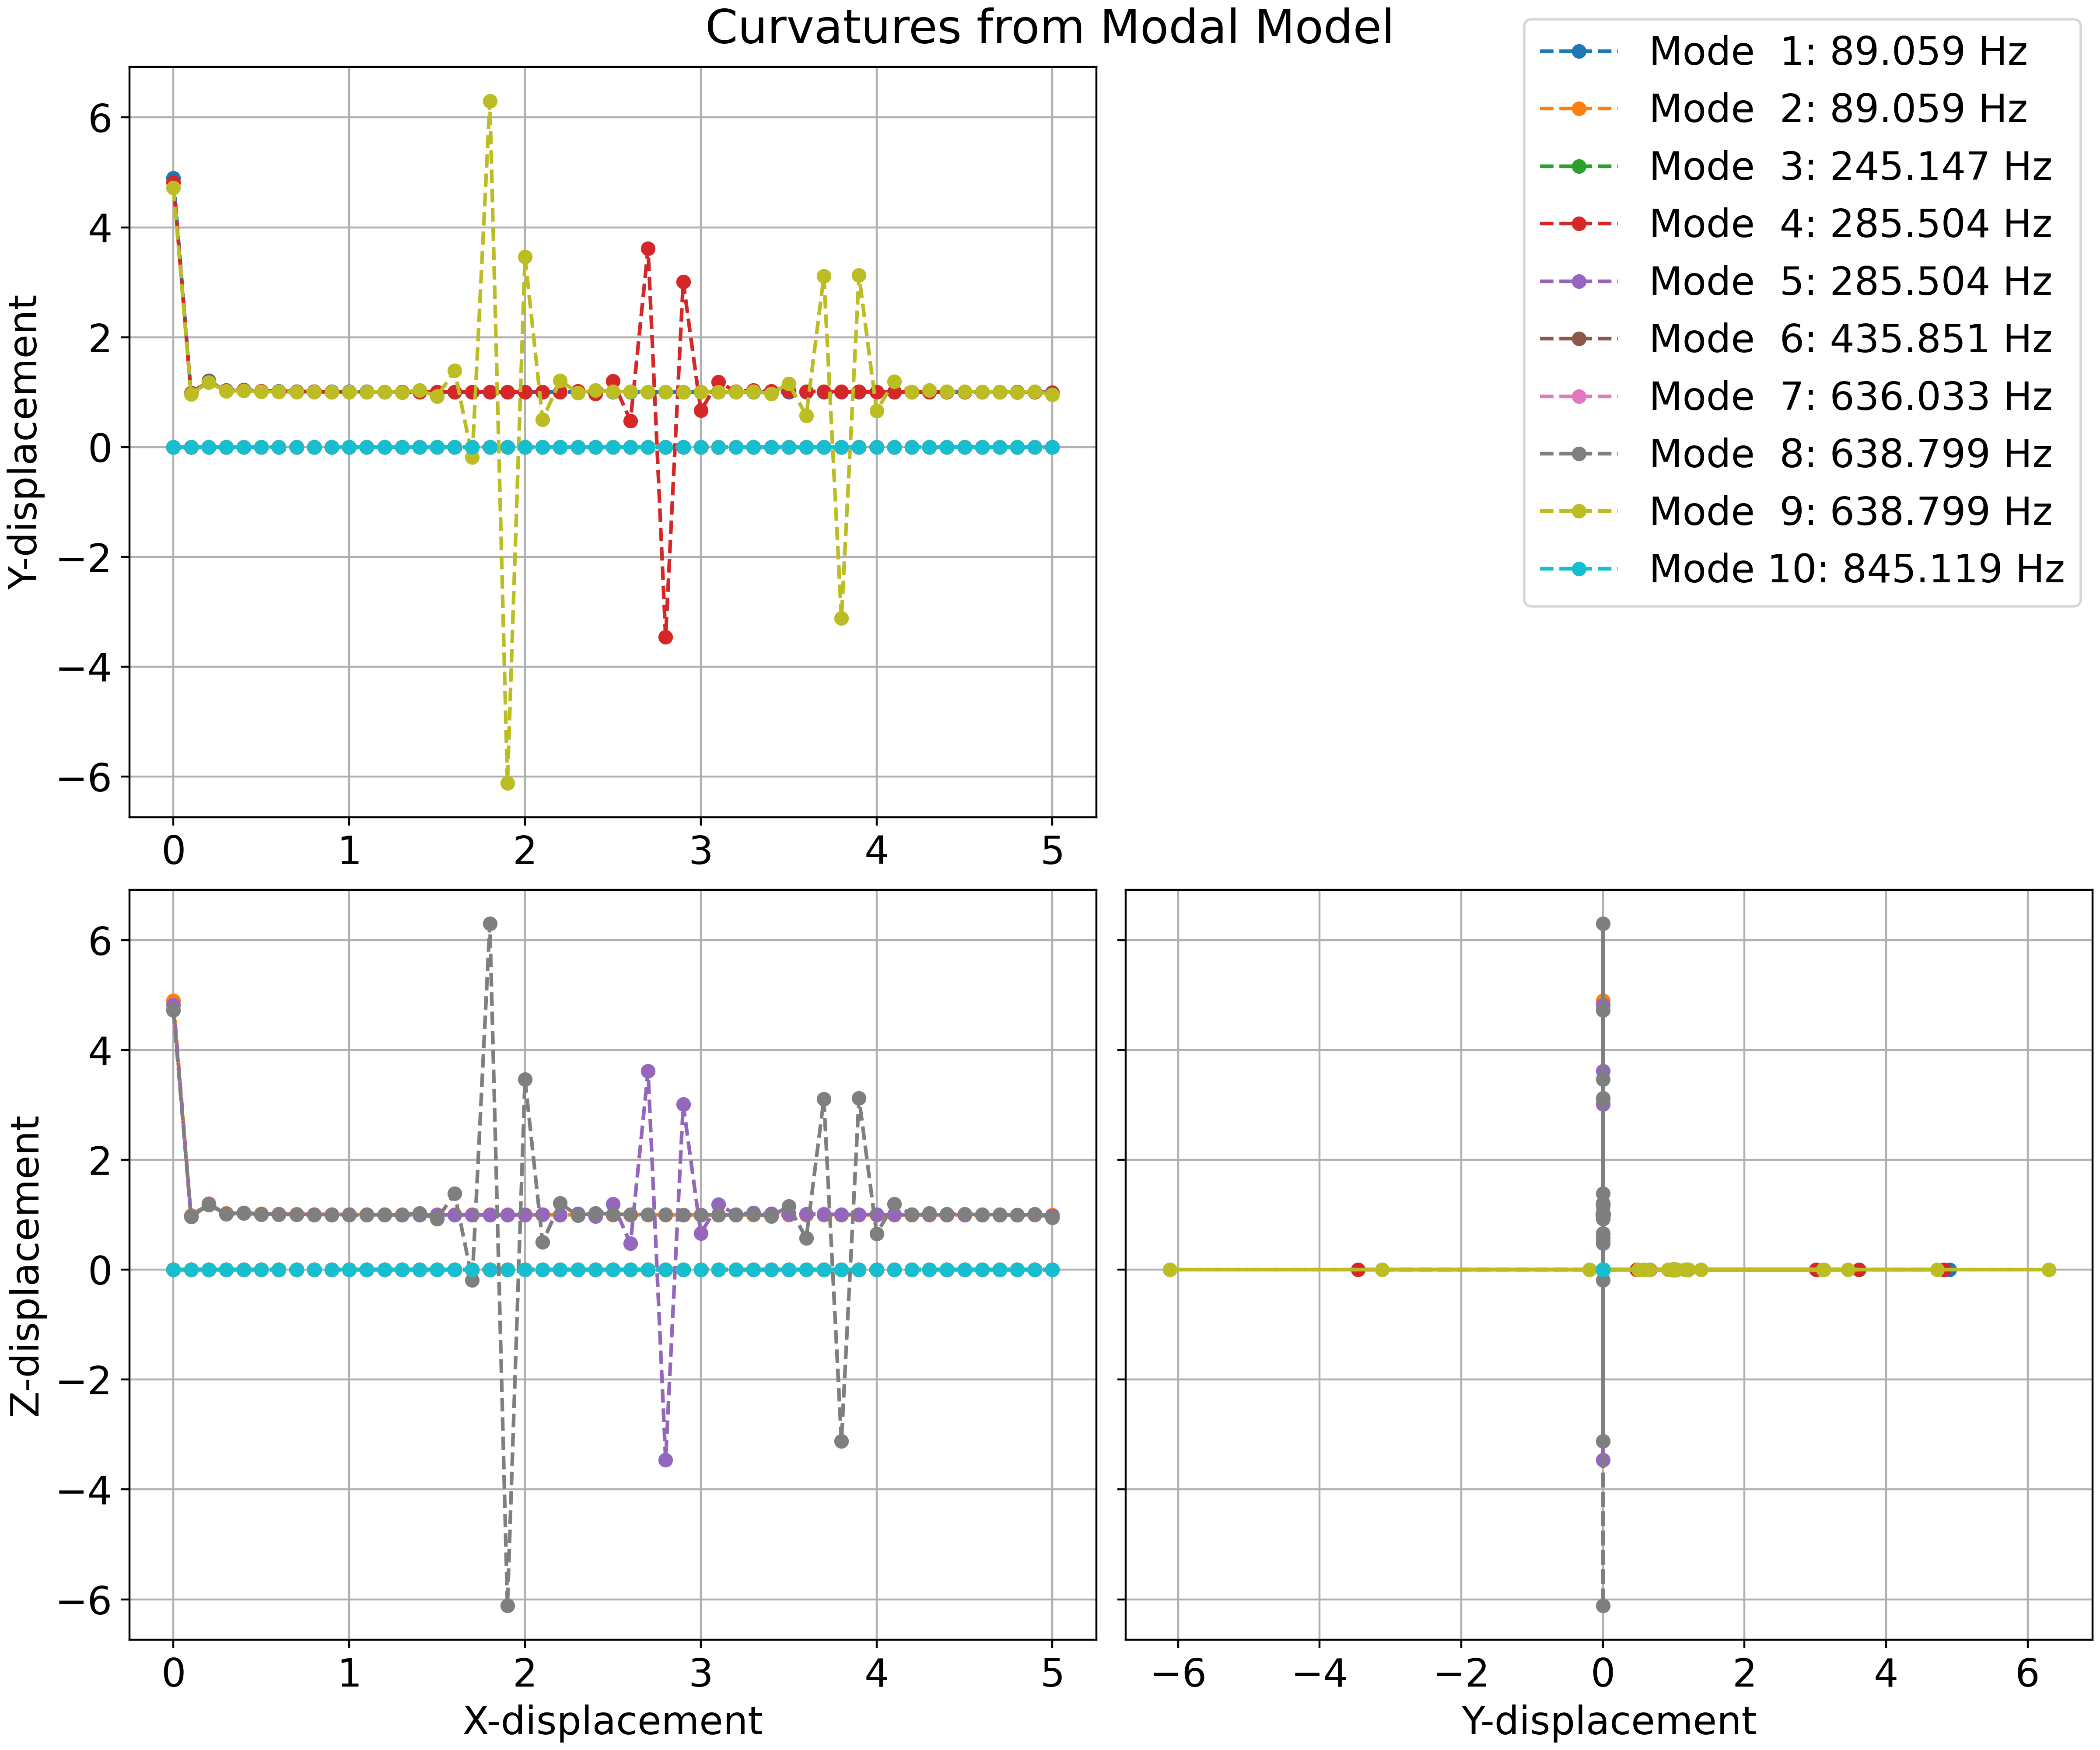 Curvatures from Modal Model
Mode 1: 89.059 Hz
Mode 2: 89.059 Hz
Mode 3: 245.147 Hz
Mode 4: 285.504 Hz
Mode 5: 285.504 Hz
Mode 6: 435.851 Hz
Mode 7: 636.033 Hz
Mode 8: 638.799 Hz
Mode 9: 638.799 Hz
Mode 10: 845.119 Hz
Y-displacement
6
4
2
0
−2
−4
−6
0 1 2 3 4 5
Z-displacement
6
4
2
0
−2
−4
−6
0 1 2 3 4 5
X-displacement
−6 −4 −2 0 2 4 6
Y-displacement